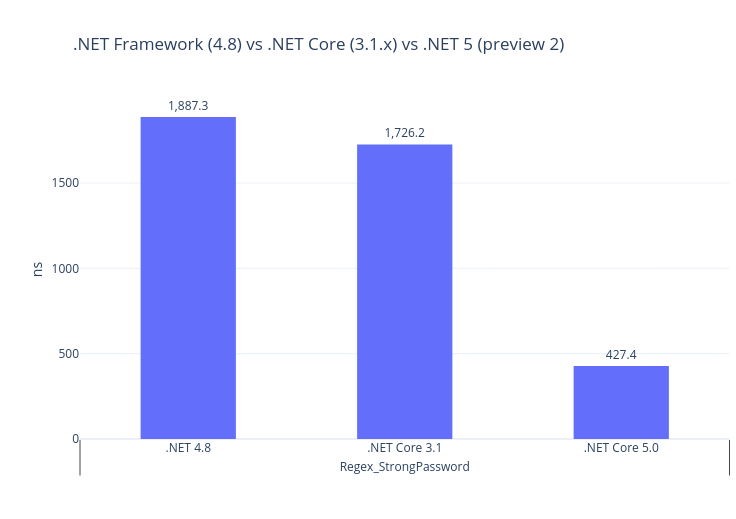 .NET Framework (4.8) vs .NET Core (3.1.x) vs .NET 5 (preview 2)
1,887.3
1,726.2
1500
ns
1000
500
427.4
0
.NET 4.8
.NET Core 3.1
.NET Core 5.0
Regex_StrongPassword